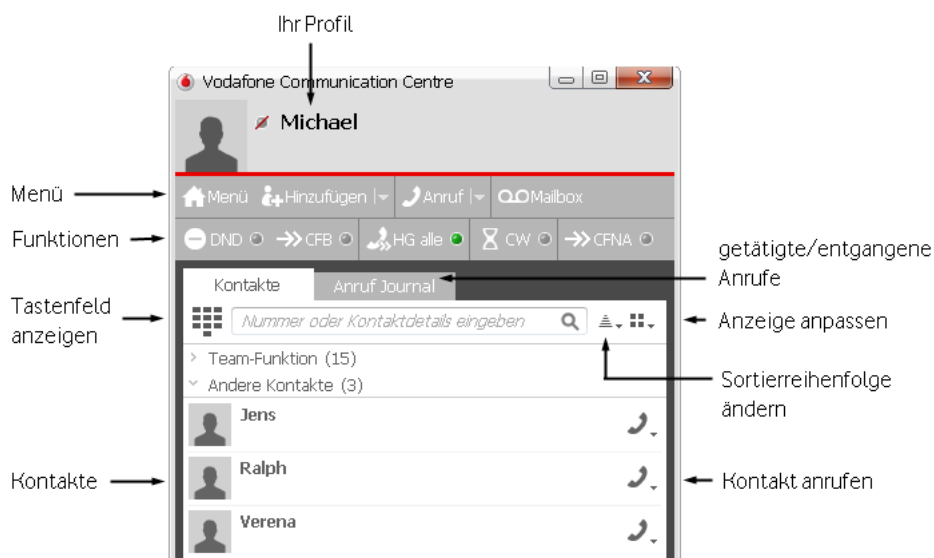 Ihr Profil
Vodafone Communication Centre
Michael
Menü
Menü Hinzufügen Anruf Mailbox
Funktionen
DND CFB HG alle CW CFNA
getätigte/entgangene
Anrufe
Kontakte Anruf Journal
Tastenfeld
anzeigen
Nummer oder Kontaktdetails eingeben
Anzeige anpassen
Team-Funktion (15)
Andere Kontakte (3)
Sortierreihenfolge
ändern
Jens
Kontakte
Ralph
Kontakt anrufen
Verena